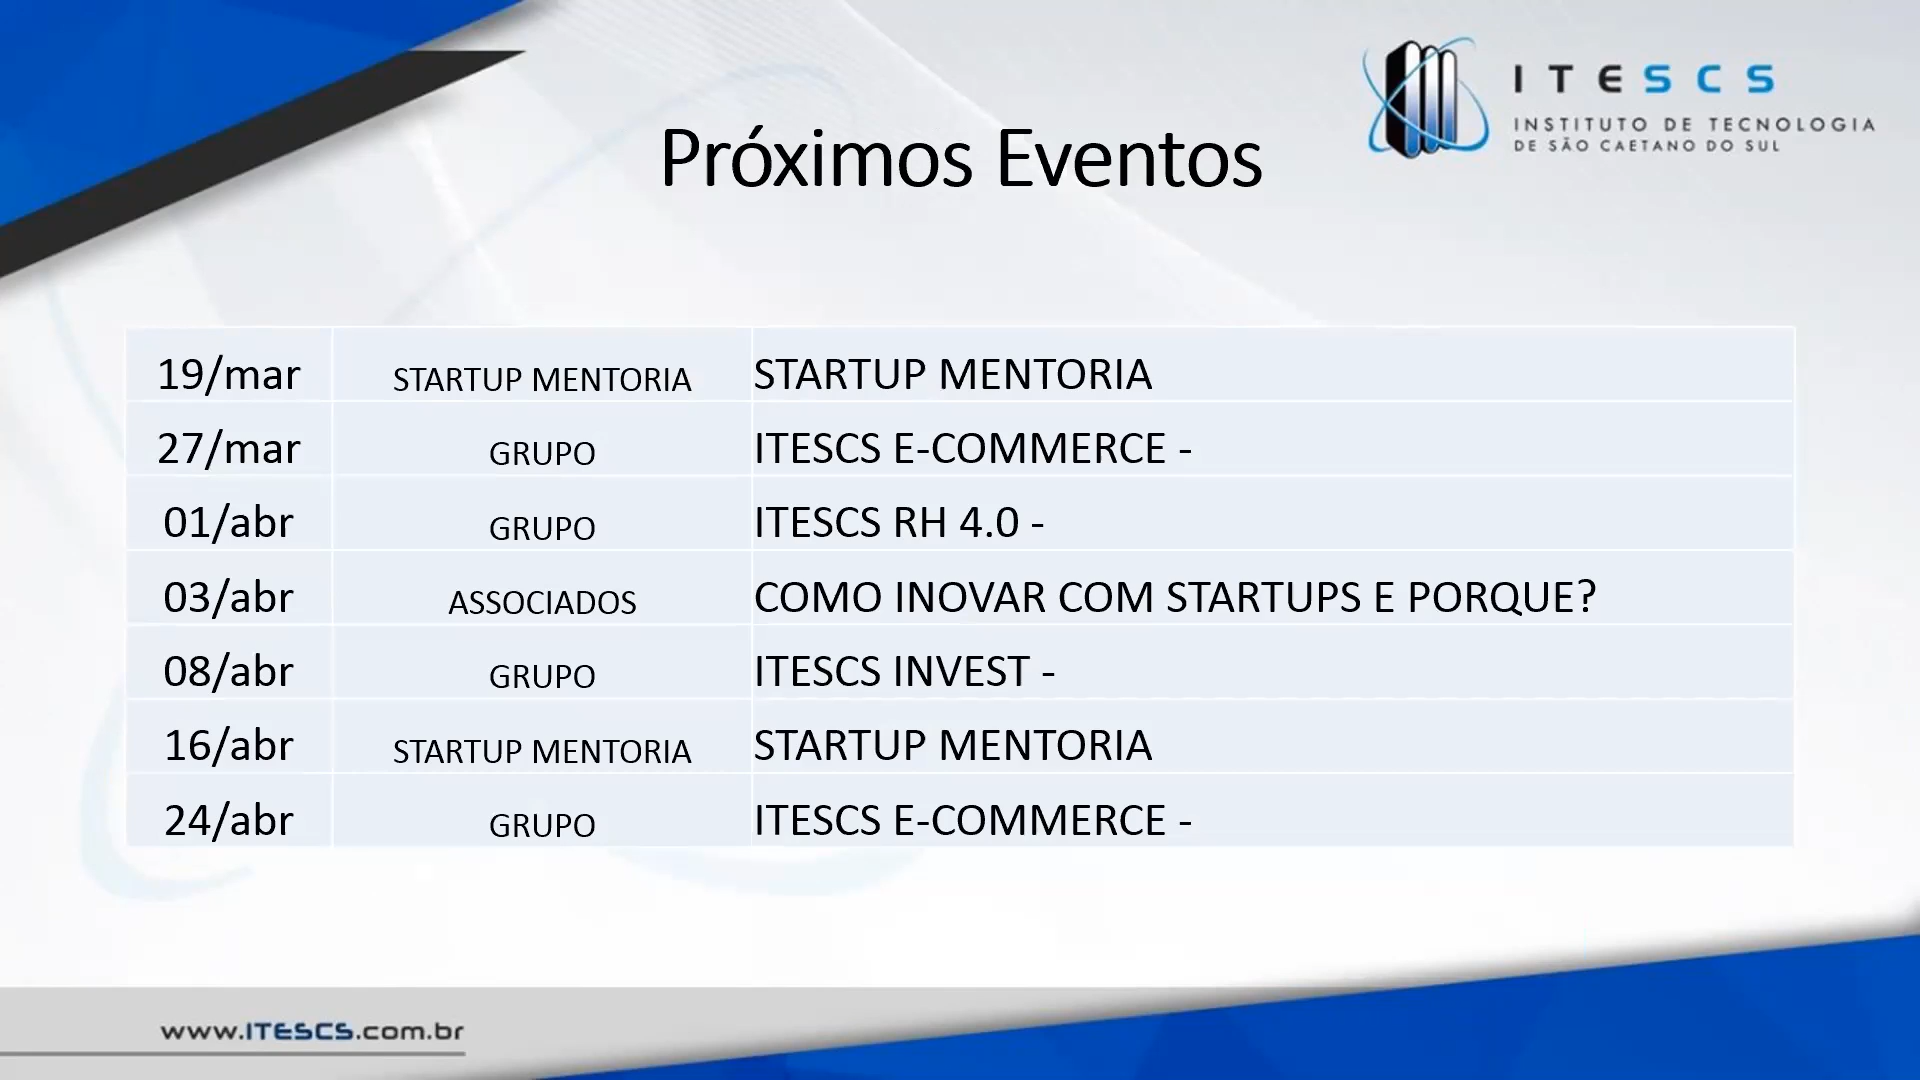 ITESCS
INSTITUTO DE TECNOLOGIA
DE SÃO CAETANO DO SUL
Próximos Eventos
19/mar STARTUP MENTORIA STARTUP MENTORIA
27/mar GRUPO ITESCS E-COMMERCE -
01/abr GRUPO ITESCS RH 4.0 -
03/abr ASSOCIADOS COMO INOVAR COM STARTUPS E PORQUE?
08/abr GRUPO ITESCS INVEST -
16/abr STARTUP MENTORIA STARTUP MENTORIA
24/abr GRUPO ITESCS E-COMMERCE -
www.ITESCS.com.br